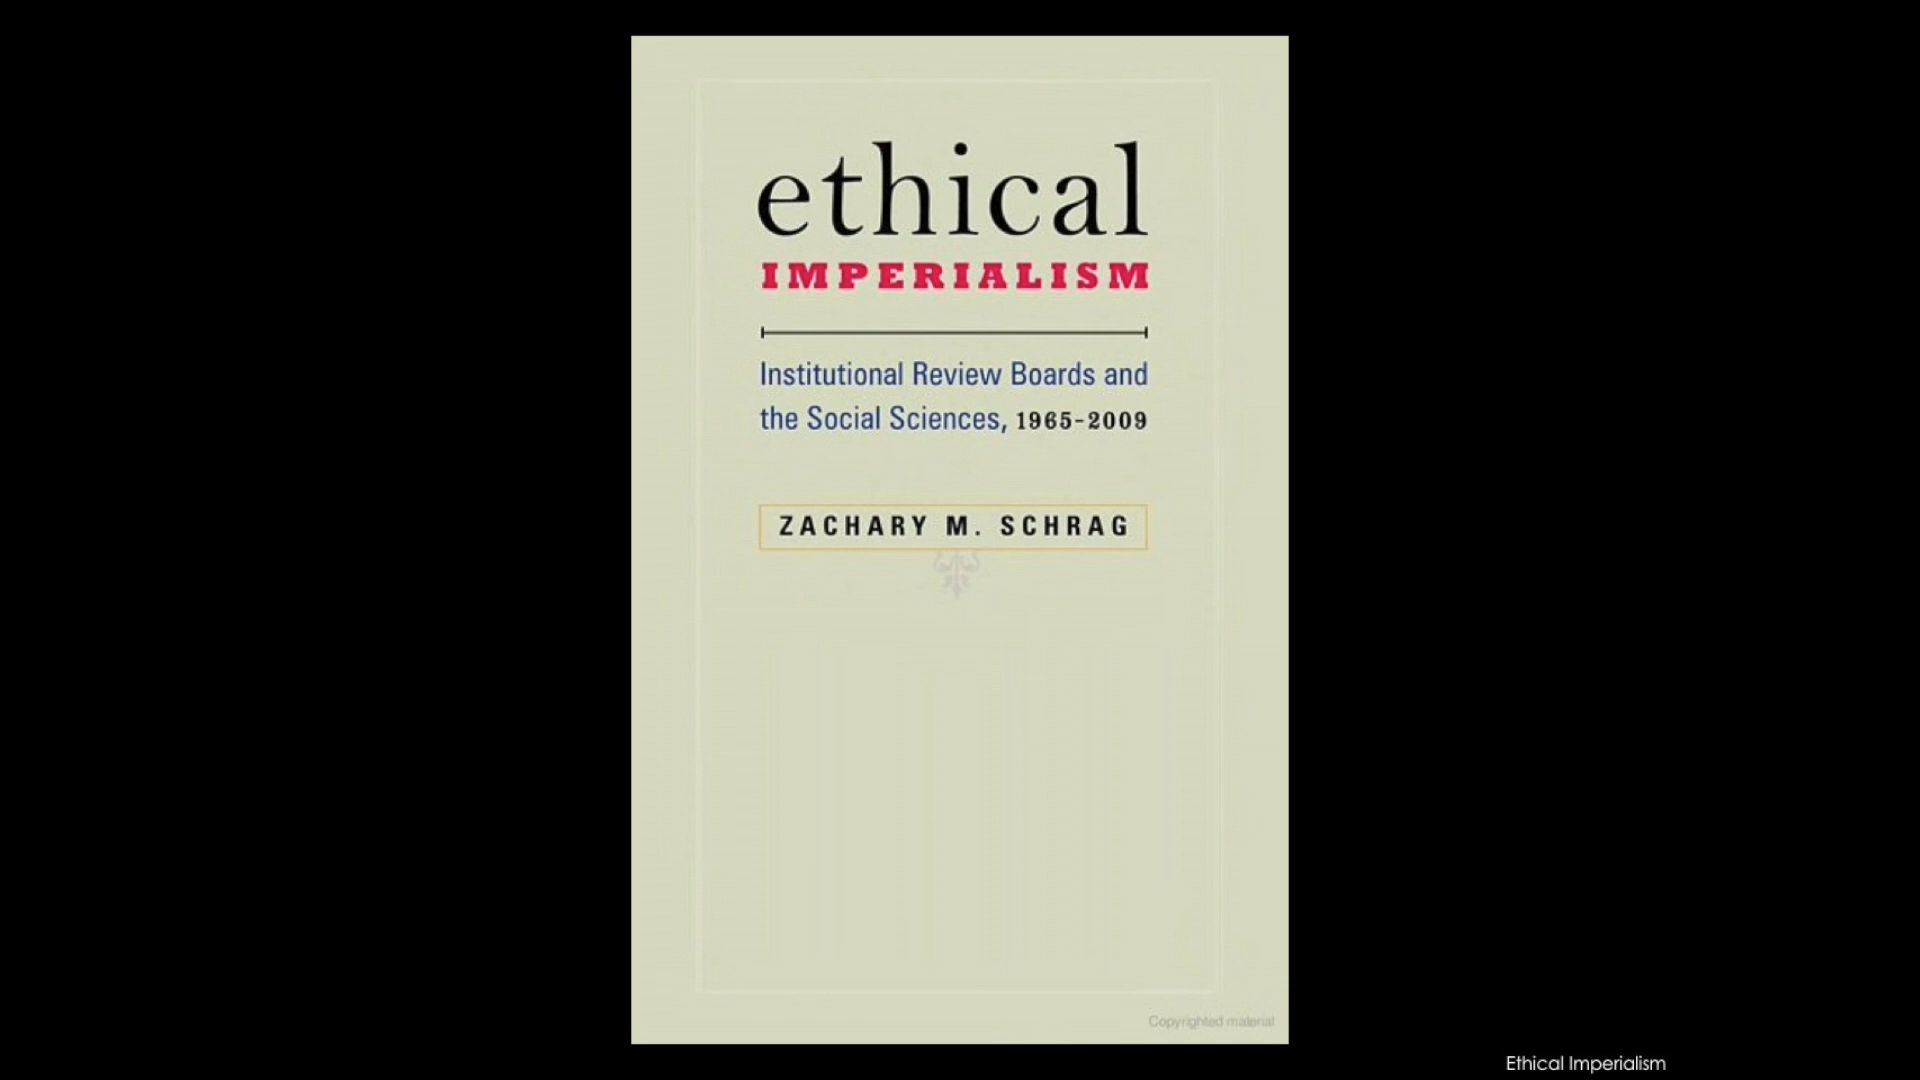 ethical
IMPERIALISM
Institutional Review Boards and
the Social Sciences, 1965-2009
ZACHARY M. SCHRAG
Copyrighted material
Ethical Imperialism